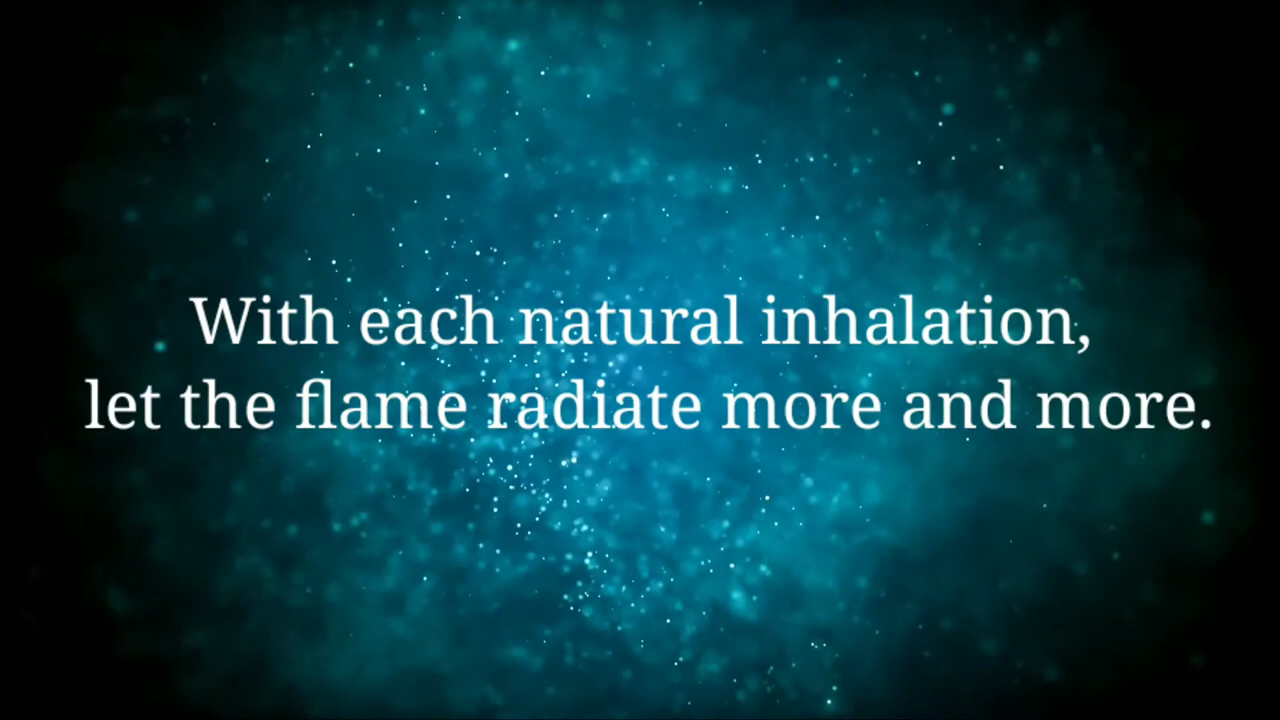 With each natural inhalation,
let the flame radiate more and more.